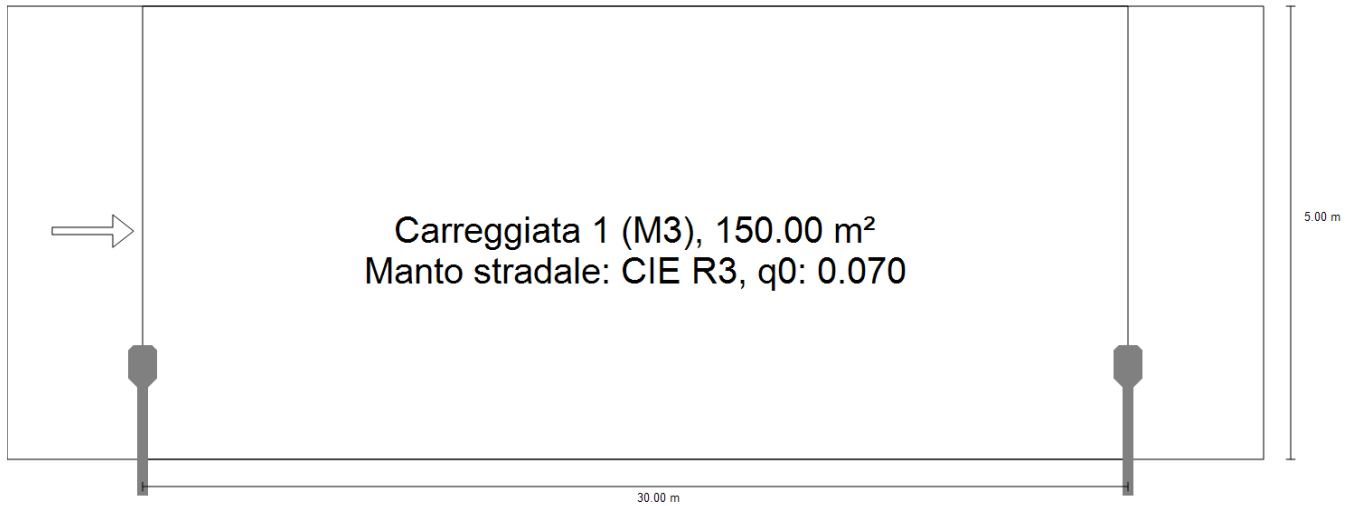 Carreggiata 1 (M3), 150.00 m²
Manto stradale: CIE R3, q0: 0.070
5.00 m
30.00 m